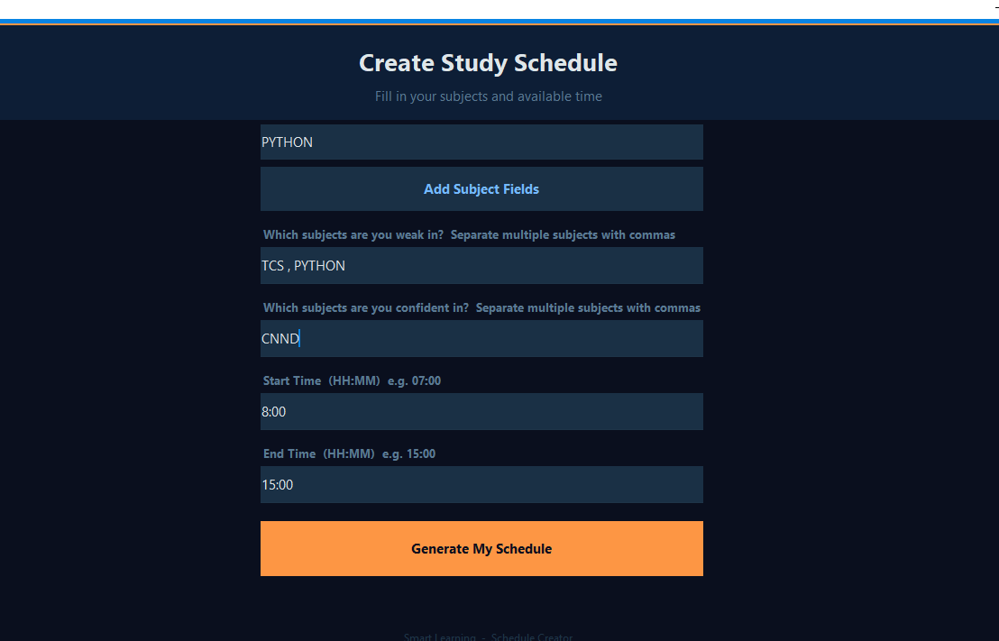 Create Study Schedule
Fill in your subjects and available time
PYTHON
Add Subject Fields
Which subjects are you weak in?  Separate multiple subjects with commas
TCS , PYTHON
Which subjects are you confident in?  Separate multiple subjects with commas
CNND
Start Time  (HH:MM)  e.g. 07:00
8:00
End Time  (HH:MM)  e.g. 15:00
15:00
Generate My Schedule
Smart Learning  -  Schedule Creator